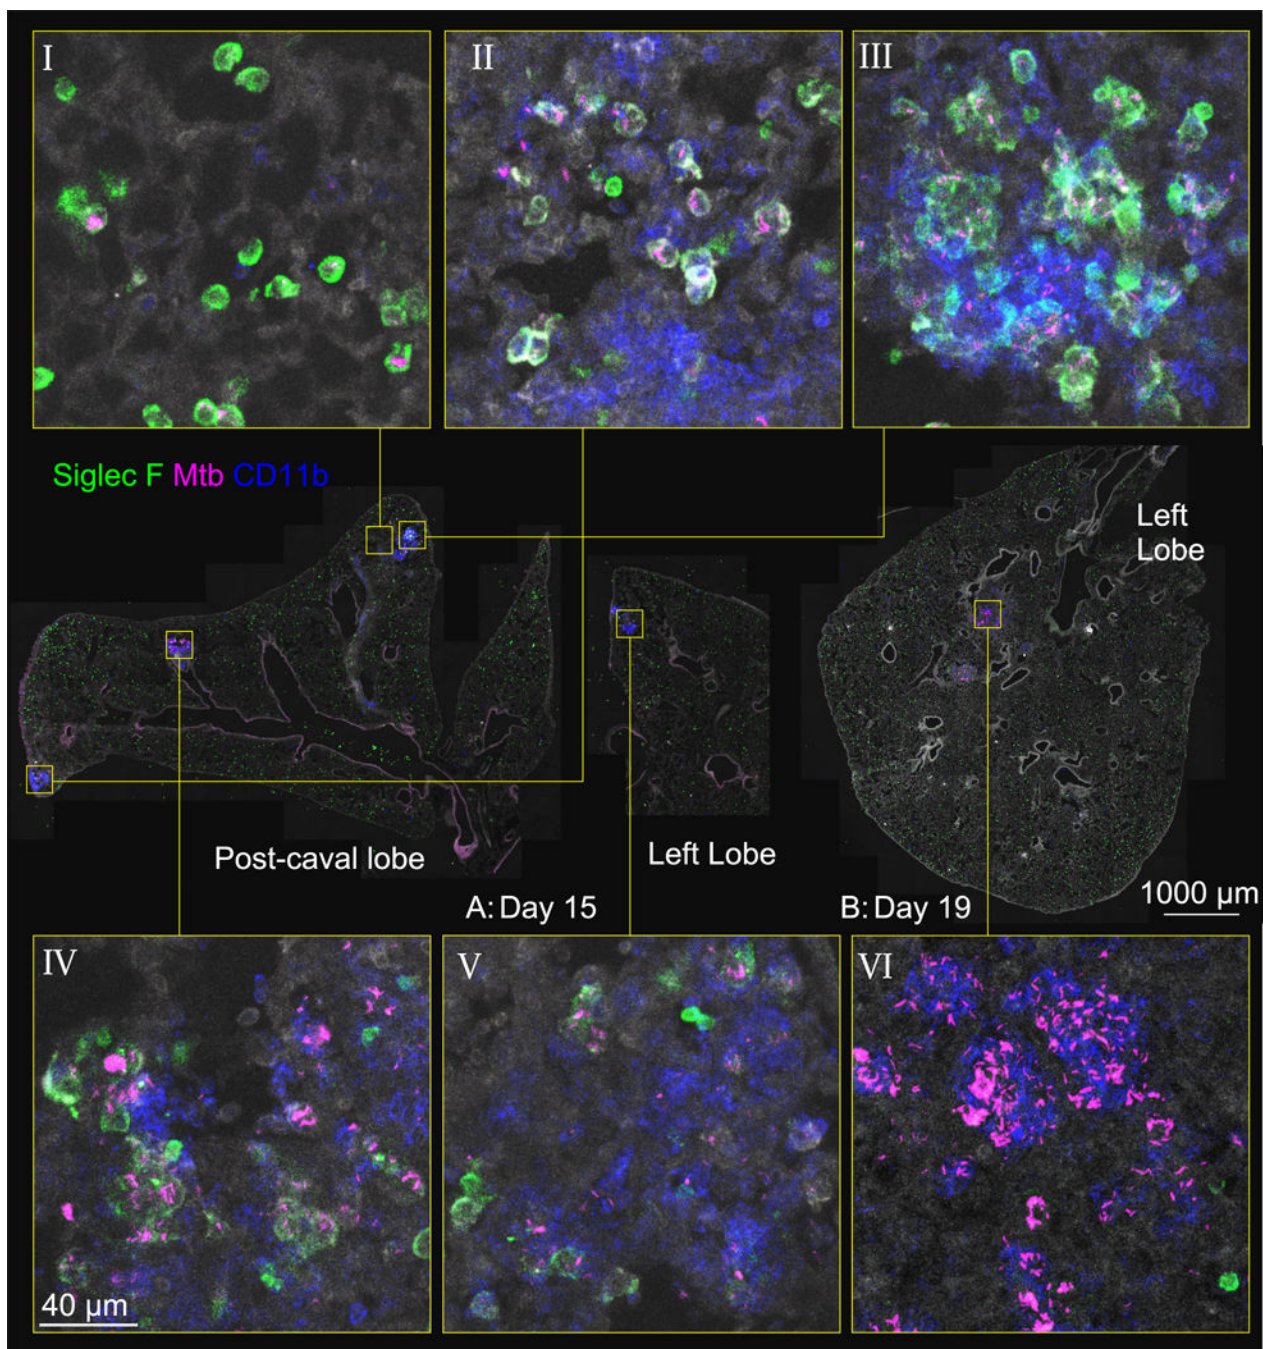 I
II
III
Siglec F Mtb CD11b
Left
Lobe
Post-caval lobe
Left Lobe
A: Day 15
B: Day 19
1000 µm
IV
V
VI
40 µm